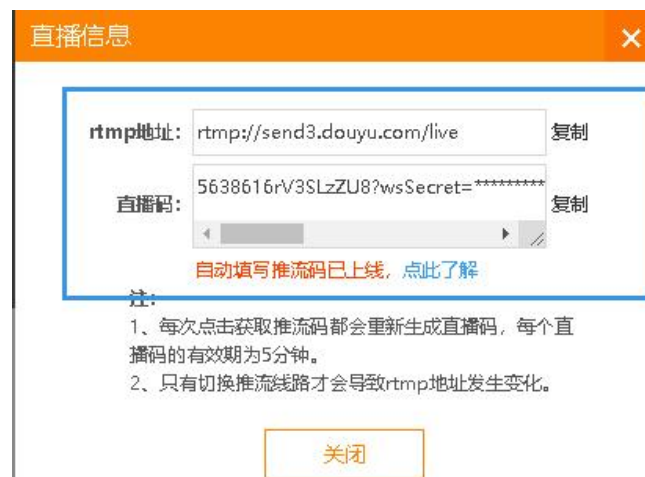 直播信息
rtmp地址: rtmp://send3.douyu.com/live 复制
直播码: 5638616rV3SLzZU8?wsSecret=********* 复制
自动填写推流码已上线, 点此了解
注:
1、每次点击获取推流码都会重新生成直播码, 每个直
播码的有效期为5分钟。
2、只有切换推流线路才会导致rtmp地址发生变化。
关闭